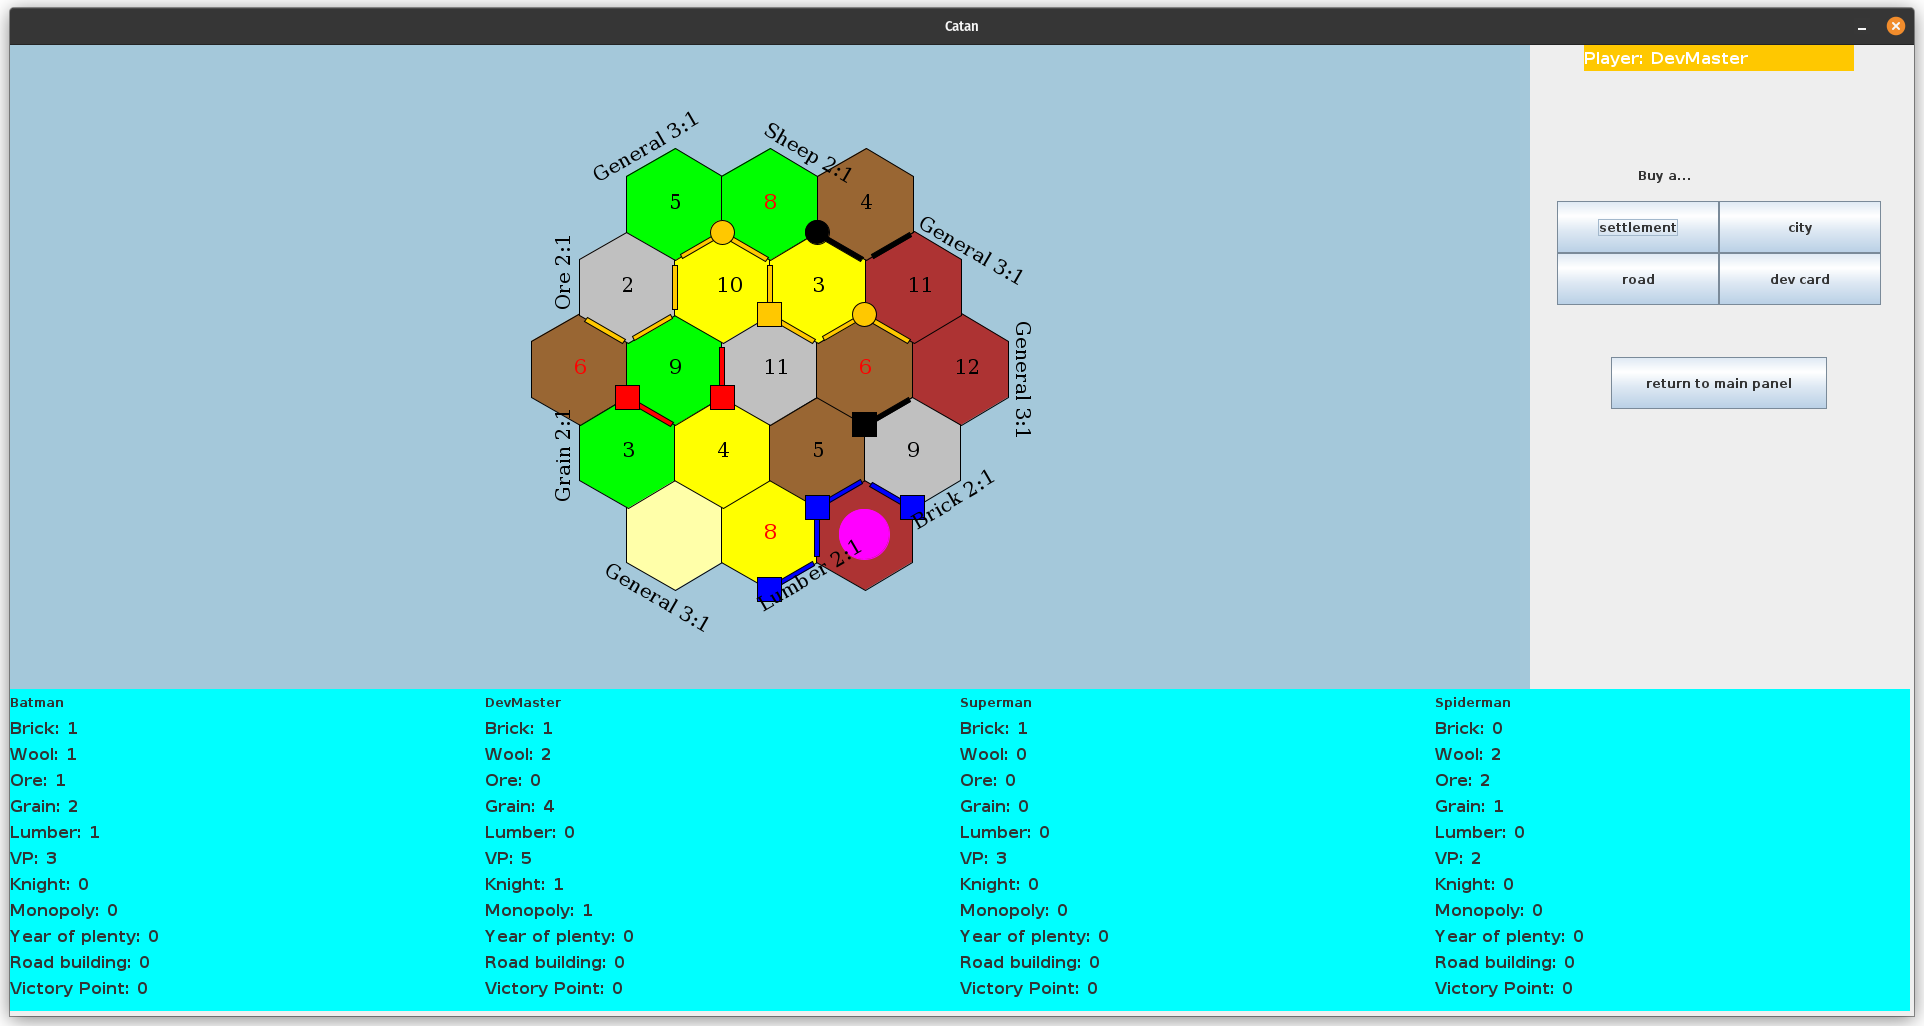 Catan
Player: DevMaster
Buy a...
settlement
city
road
dev card
return to main panel
General 3:1
Sheep 2:1
5
8
4
General 3:1
Ore 2:1
2
10
3
11
General 3:1
6
9
11
6
12
Grain 2:1
3
4
5
9
Brick 2:1
8
Lumber 2:1
General 3:1
Batman
Brick: 1
Wool: 1
Ore: 1
Grain: 2
Lumber: 1
VP: 3
Knight: 0
Monopoly: 0
Year of plenty: 0
Road building: 0
Victory Point: 0
DevMaster
Brick: 1
Wool: 2
Ore: 0
Grain: 4
Lumber: 0
VP: 5
Knight: 1
Monopoly: 1
Year of plenty: 0
Road building: 0
Victory Point: 0
Superman
Brick: 1
Wool: 0
Ore: 0
Grain: 0
Lumber: 0
VP: 3
Knight: 0
Monopoly: 0
Year of plenty: 0
Road building: 0
Victory Point: 0
Spiderman
Brick: 0
Wool: 2
Ore: 2
Grain: 1
Lumber: 0
VP: 2
Knight: 0
Monopoly: 0
Year of plenty: 0
Road building: 0
Victory Point: 0